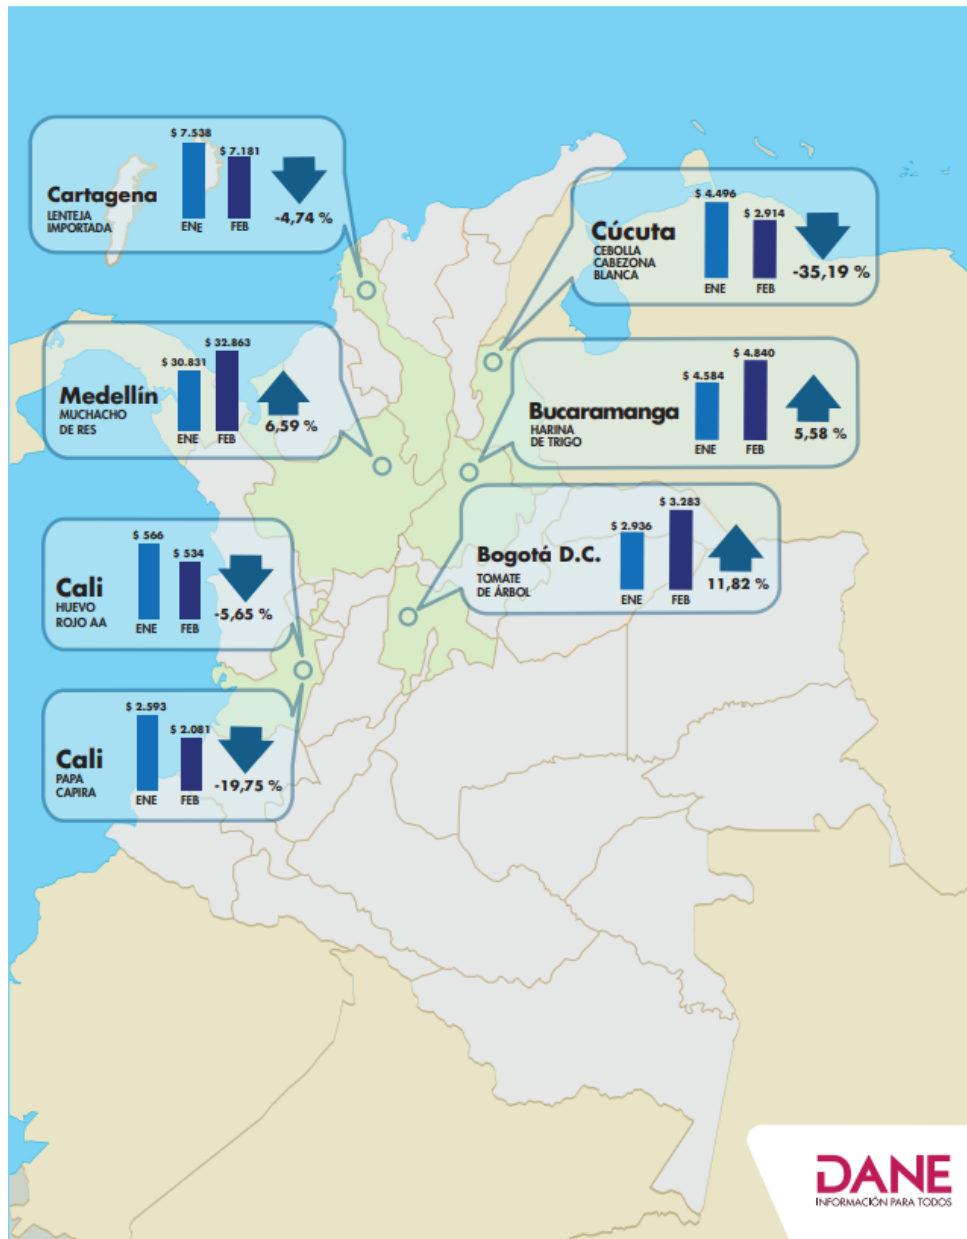 $ 7.538
$ 7.181
Cartagena
LENTEJA
IMPORTADA
-4,74 %
ENE
FEB
$ 4.496
$ 2.914
Cúcuta
CEBOLLA
CABEZONA
BLANCA
-35,19 %
ENE
FEB
$ 32.863
$ 30.831
Medellín
MUCHACHO
DE RES
6,59 %
ENE
FEB
$ 4.840
$ 4.584
Bucaramanga
HARINA
DE TRIGO
5,58 %
ENE
FEB
$ 3.283
$ 2.936
Bogotá D.C.
TOMATE
DE ÁRBOL
11,82 %
ENE
FEB
$ 566
$ 534
Cali
HUEVO
ROJO AA
-5,65 %
ENE
FEB
$ 2.593
$ 2.081
Cali
PAPA
CAPIRA
-19,75 %
ENE
FEB
DANE
INFORMACIÓN PARA TODOS